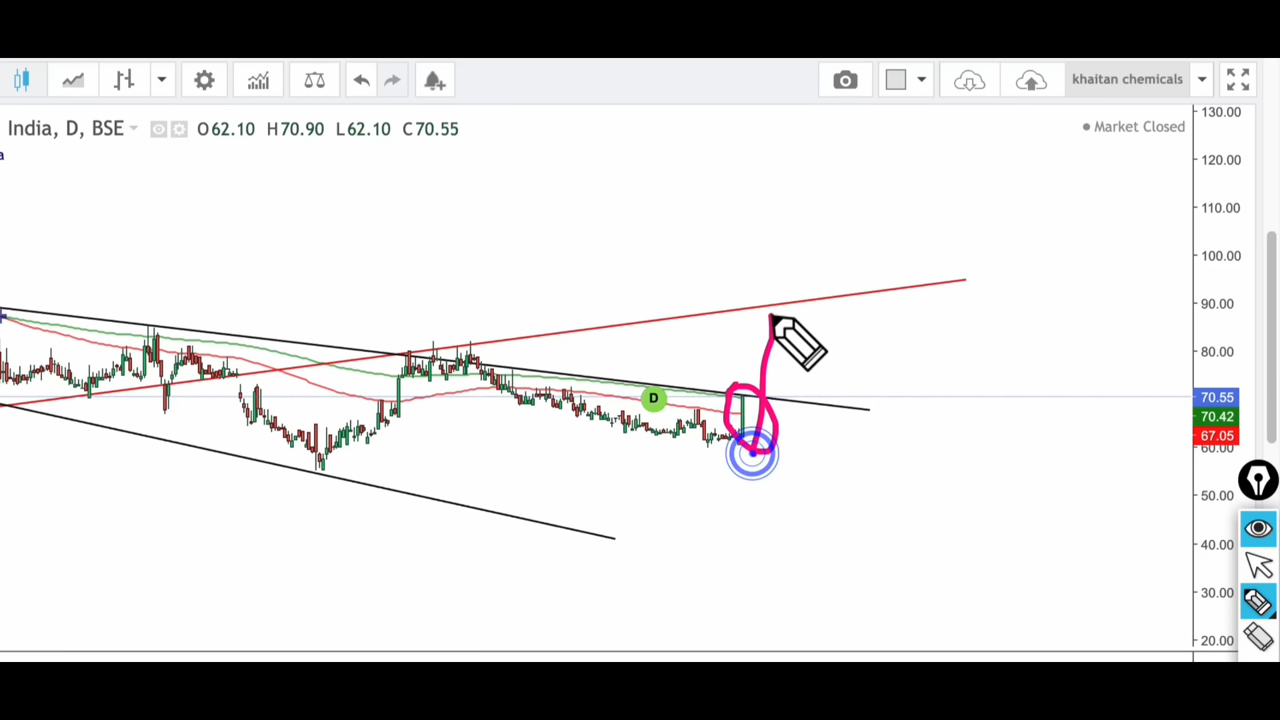 khaitan chemicals
India, D, BSE O62.10 H70.90 L62.10 C70.55
Market Closed
a
D
130.00
120.00
110.00
100.00
90.00
80.00
70.55
70.42
67.05
60.00
50.00
40.00
30.00
20.00